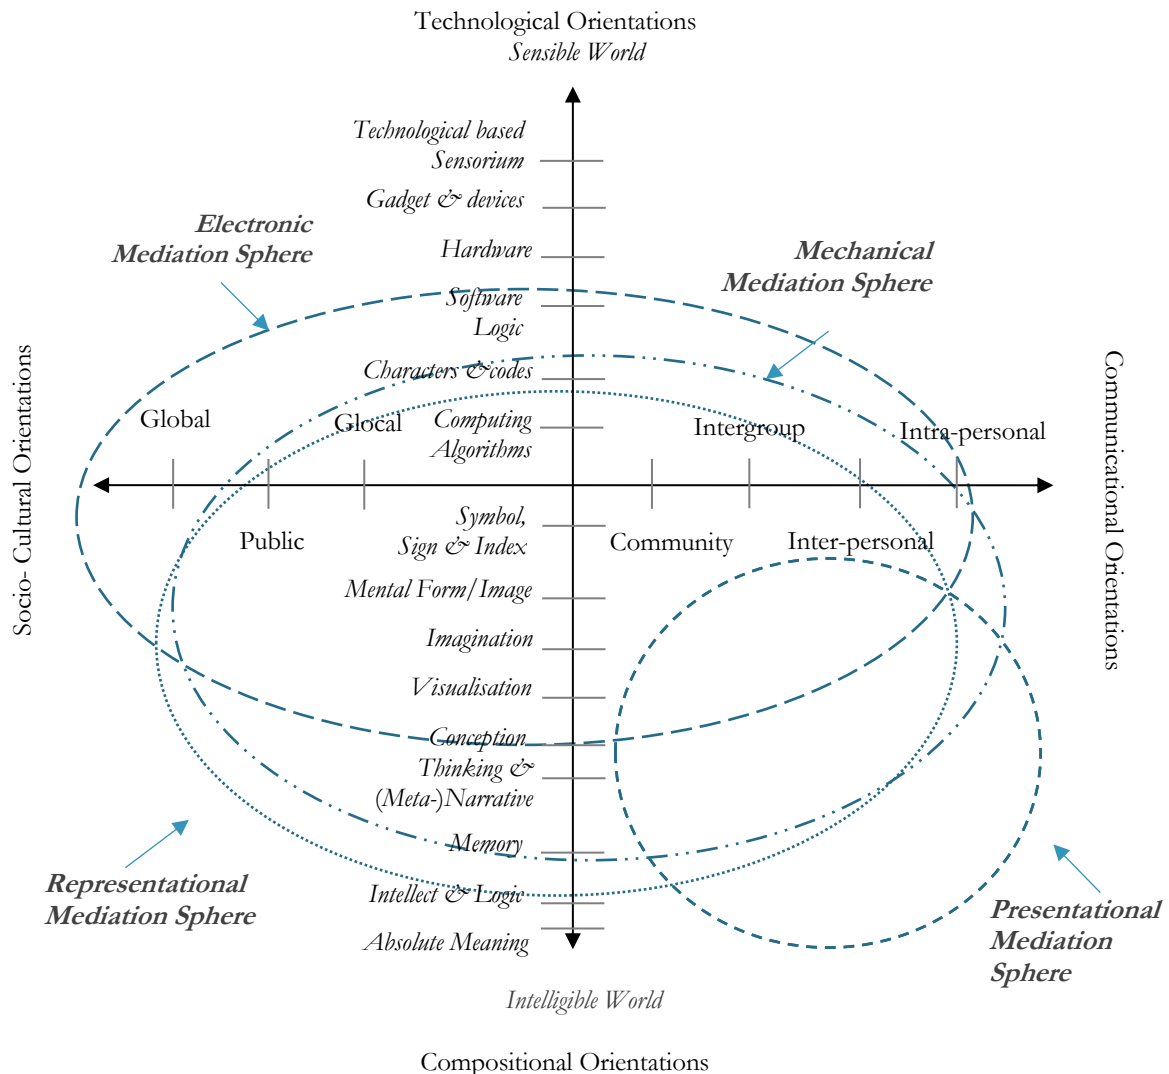 Technological Orientations
Sensible World
Technological based
Sensorium
Gadget & devices
Electronic
Mediation Sphere
Hardware
Mechanical
Mediation Sphere
Software
Logic
Characters &codes
Global
Glocal
Computing
Algorithms
Intergroup
Intra-personal
Socio- Cultural Orientations
Communicational Orientations
Public
Symbol,
Sign & Index
Community
Inter-personal
Mental Form/Image
Imagination
Visualisation
Conception
Thinking &
(Meta-)Narrative
Memory
Representational
Mediation Sphere
Intellect & Logic
Presentational
Mediation
Sphere
Absolute Meaning
Intelligible World
Compositional Orientations